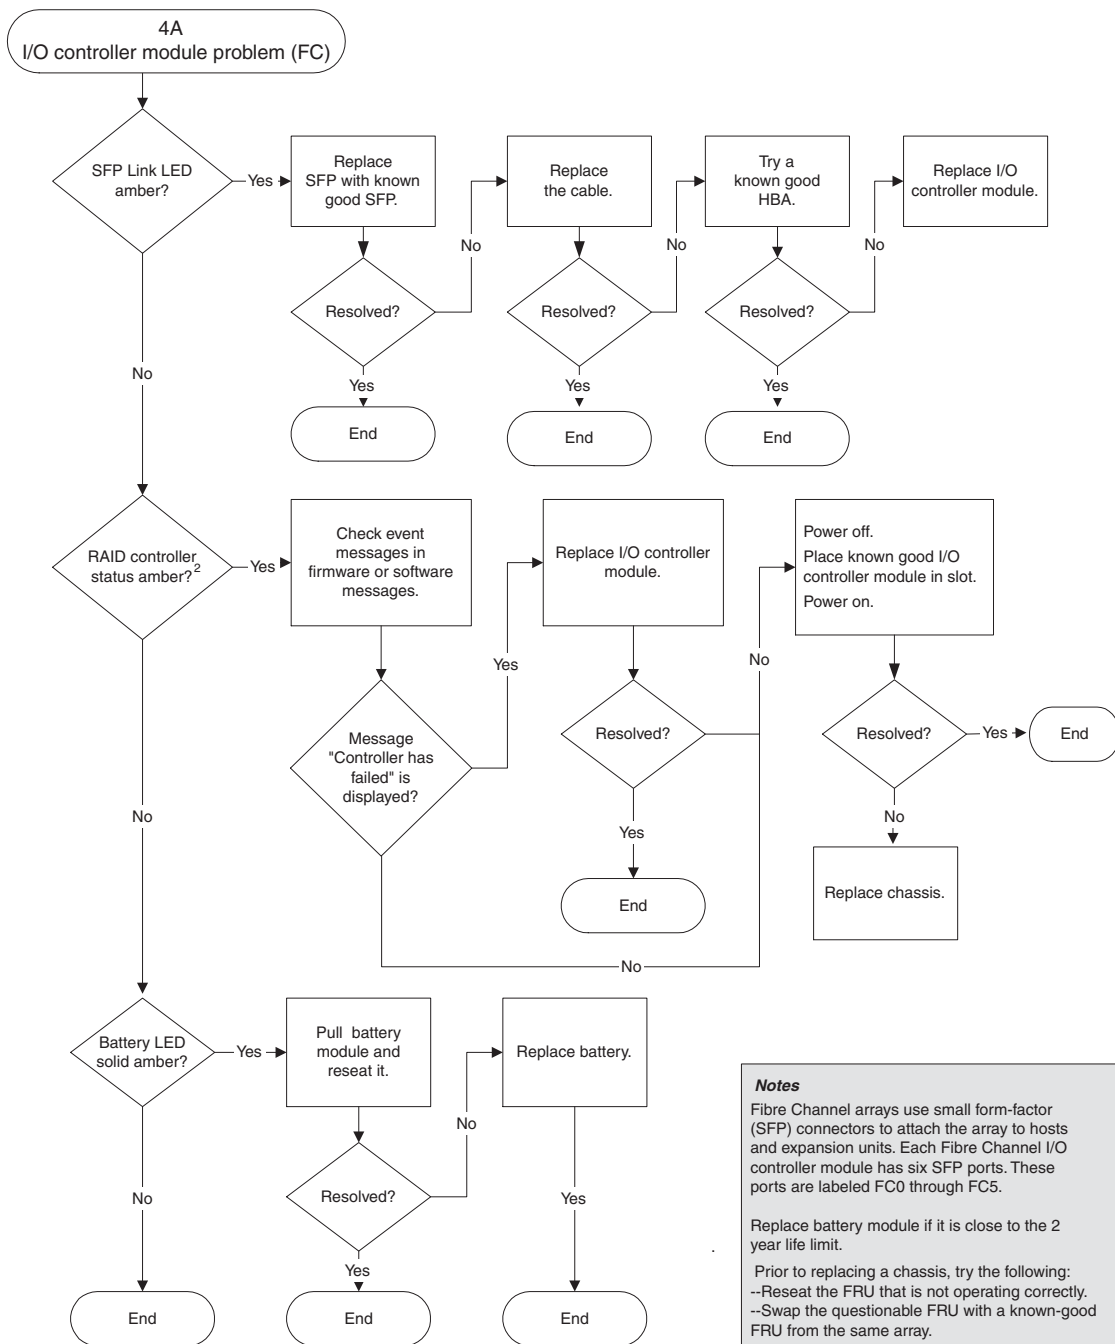 4A
I/O controller module problem (FC)
SFP Link LED
amber?
Yes
Replace
SFP with known
good SFP.
No
Replace
the cable.
No
Try a
known good
HBA.
No
Replace I/O
controller module.
Resolved?
Resolved?
Resolved?
No
Yes
Yes
Yes
End
End
End
RAID controller
status amber?2
Yes
Check event
messages in
firmware or software
messages.
Yes
Replace I/O controller
module.
No
Power off.
Place known good I/O
controller module in slot.
Power on.
Message
"Controller has
failed" is
displayed?
Resolved?
Resolved?
Yes
End
No
Yes
No
End
Replace chassis.
No
Battery LED
solid amber?
Yes
Pull battery
module and
reseat it.
No
Replace battery.
Resolved?
No
Yes
Yes
End
End
End
Notes
Fibre Channel arrays use small form-factor
(SFP) connectors to attach the array to hosts
and expansion units. Each Fibre Channel I/O
controller module has six SFP ports. These
ports are labeled FC0 through FC5.
Replace battery module if it is close to the 2
year life limit.
Prior to replacing a chassis, try the following:
--Reseat the FRU that is not operating correctly.
--Swap the questionable FRU with a known-good
FRU from the same array.